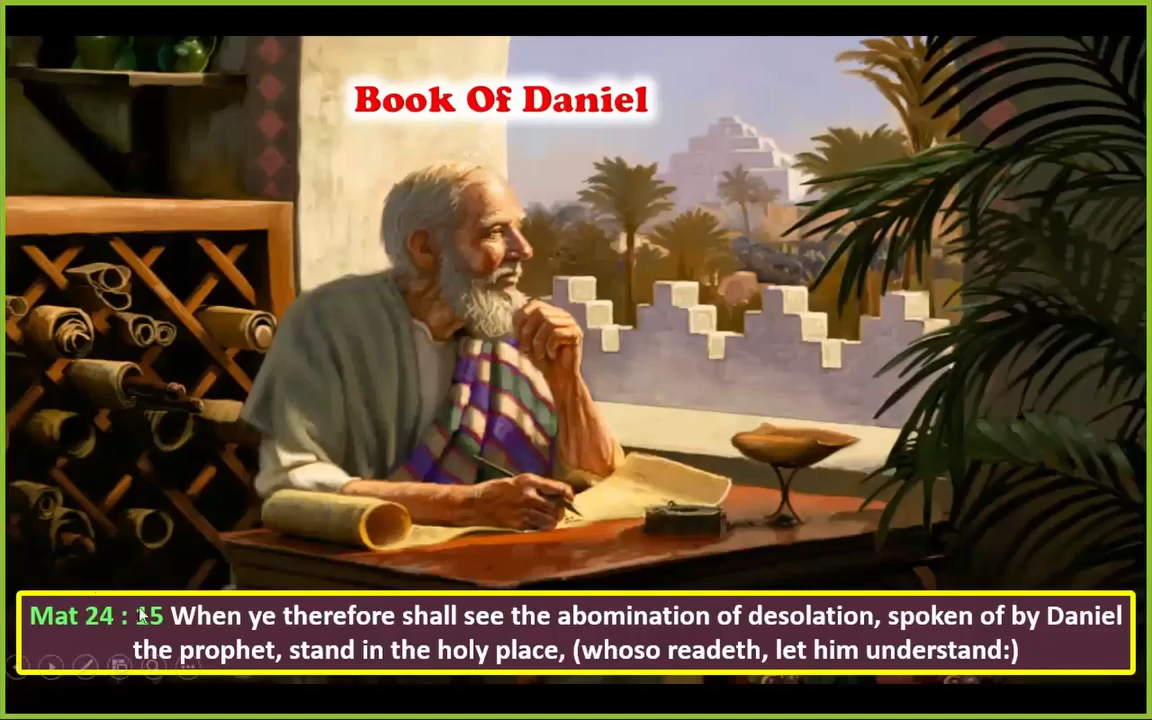 Book Of Daniel
Mat 24 : 15 When ye therefore shall see the abomination of desolation, spoken of by Daniel
the prophet, stand in the holy place, (whoso readeth, let him understand:)